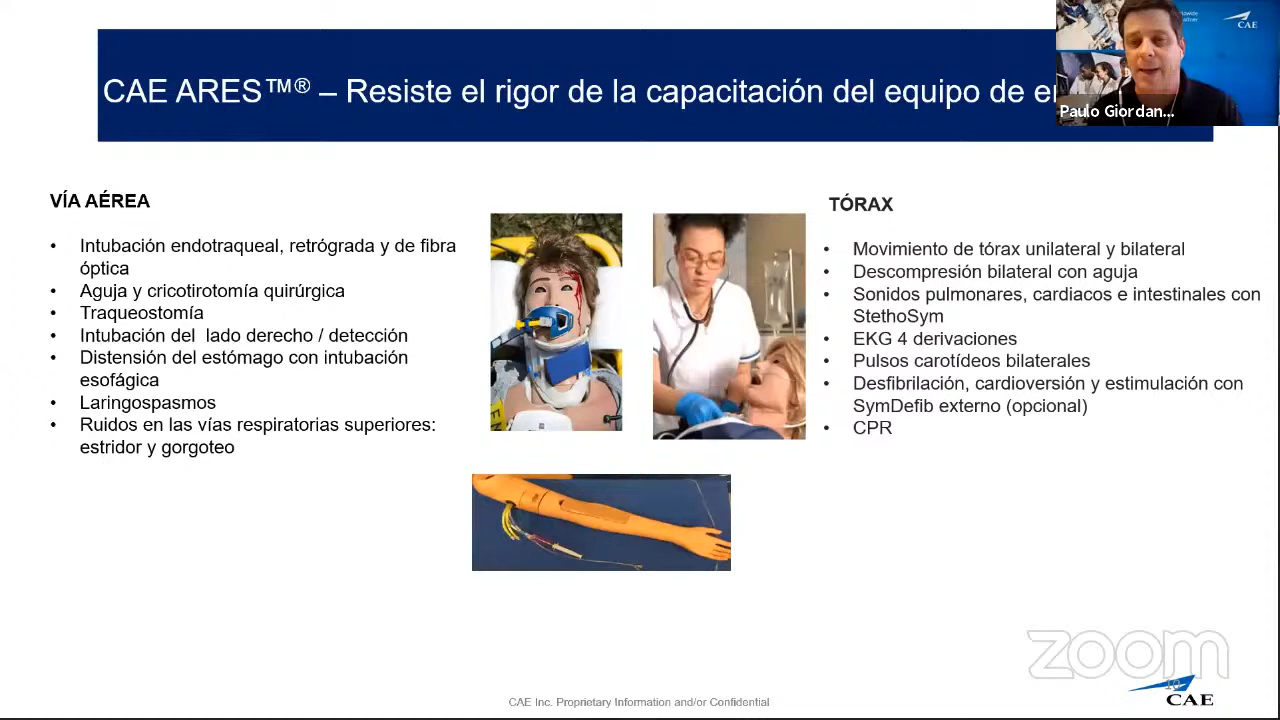 CAE ARES™® – Resiste el rigor de la capacitación del equipo de
VÍA AÉREA
• Intubación endotraqueal, retrógrada y de fibra
óptica
• Aguja y cricotirotomía quirúrgica
• Traqueostomía
• Intubación del lado derecho / detección
• Distensión del estómago con intubación
esofágica
• Laringospasmos
• Ruidos en las vías respiratorias superiores:
estridor y gorgoteo
TÓRAX
• Movimiento de tórax unilateral y bilateral
• Descompresión bilateral con aguja
• Sonidos pulmonares, cardiacos e intestinales con
StethoSym
• EKG 4 derivaciones
• Pulsos carotídeos bilaterales
• Desfibrilación, cardioversión y estimulación con
SymDefib externo (opcional)
• CPR
CAE
Paulo Giordan...
zoom
10
CAE
CAE Inc. Proprietary Information and/or Confidential